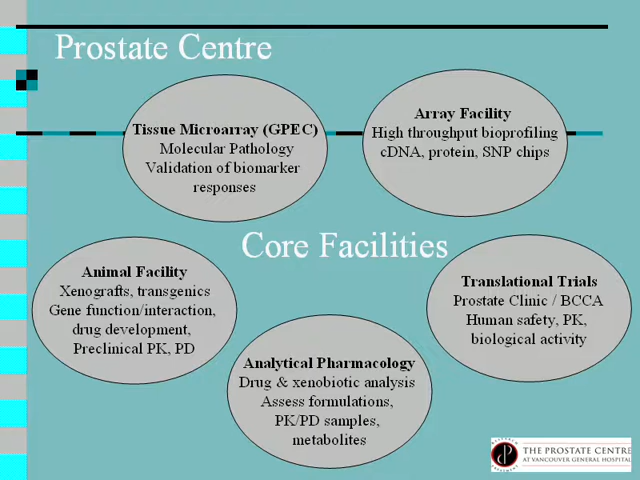 Prostate Centre
Tissue Microarray (GPEC)
Molecular Pathology
Validation of biomarker
responses
Array Facility
High throughput bioprofiling
cDNA, protein, SNP chips
Core Facilities
Animal Facility
Xenografts, transgenics
Gene function/interaction,
drug development,
Preclinical PK, PD
Translational Trials
Prostate Clinic / BCCA
Human safety, PK,
biological activity
Analytical Pharmacology
Drug & xenobiotic analysis
Assess formulations,
PK/PD samples,
metabolites
THE PROSTATE CENTRE
AT VANCOUVER GENERAL HOSPITAL